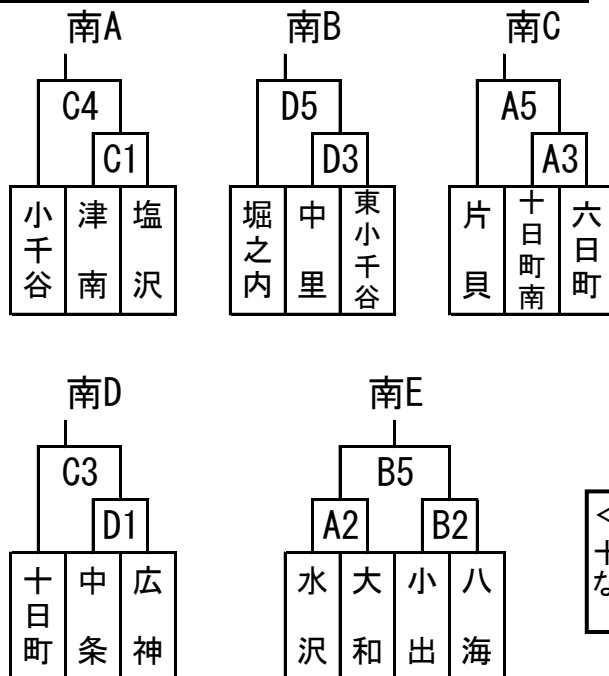 南A 南B 南C
C4 D5 A5
C1 D3 A3
小千谷 津南 塩沢 堀之内 中里 東小千谷 片貝 十日町南 六日町
南D 南E
C3 B5
D1 A2 B2
十日町 中条 広神 水沢 大和 小出 八海